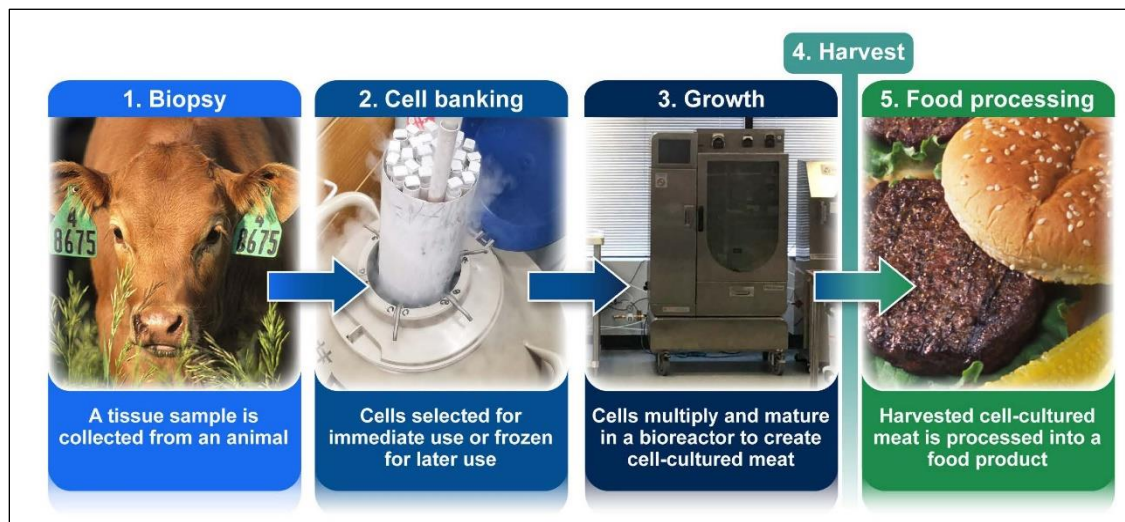 4. Harvest
1. Biopsy
2. Cell banking
3. Growth
5. Food processing
4
8675
4
8675
A tissue sample is
collected from an animal
Cells selected for
immediate use or frozen
for later use
Cells multiply and mature
in a bioreactor to create
cell-cultured meat
Harvested cell-cultured
meat is processed into a
food product